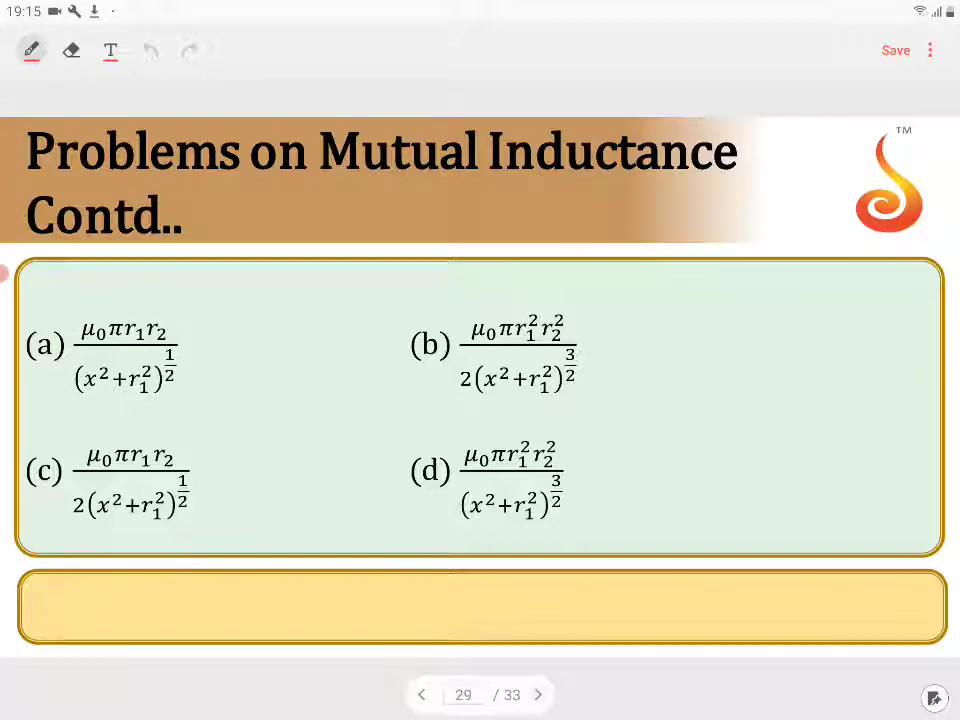 19:15
T
Save
Problems on Mutual Inductance
Contd..
TM
(a) μ₀πr₁r₂ / (x²+r₁²)^(1/2) (b) μ₀πr₁²r₂² / 2(x²+r₁²)^(3/2)
(c) μ₀πr₁r₂ / 2(x²+r₁²)^(1/2) (d) μ₀πr₁²r₂² / (x²+r₁²)^(3/2)
29 / 33